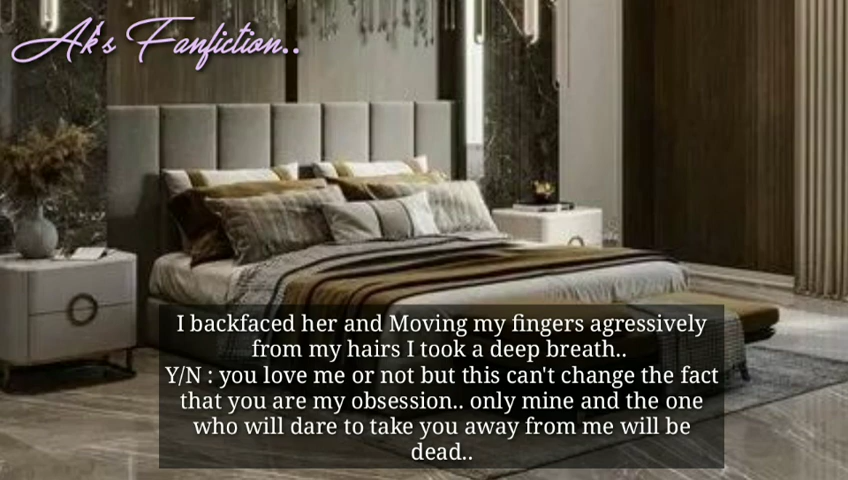 Ak's Fanfiction..
I backfaced her and Moving my fingers agressively
from my hairs I took a deep breath..
Y/N : you love me or not but this can't change the fact
that you are my obsession.. only mine and the one
who will dare to take you away from me will be
dead..